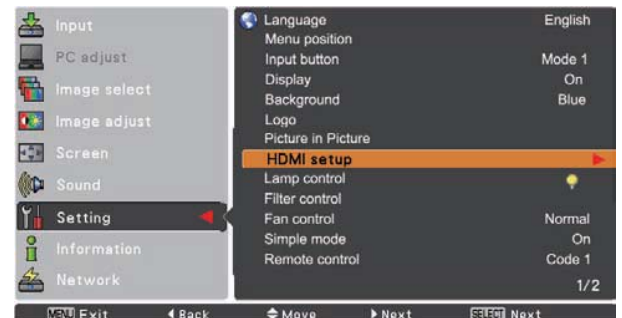 Input
PC adjust
Image select
Image adjust
Screen
Sound
Setting
Information
Network
Language English
Menu position
Input button Mode 1
Display On
Background Blue
Logo
Picture in Picture
HDMI setup
Lamp control
Filter control
Fan control Normal
Simple mode On
Remote control Code 1
1/2
MENU Exit Back Move Next SELECT Next